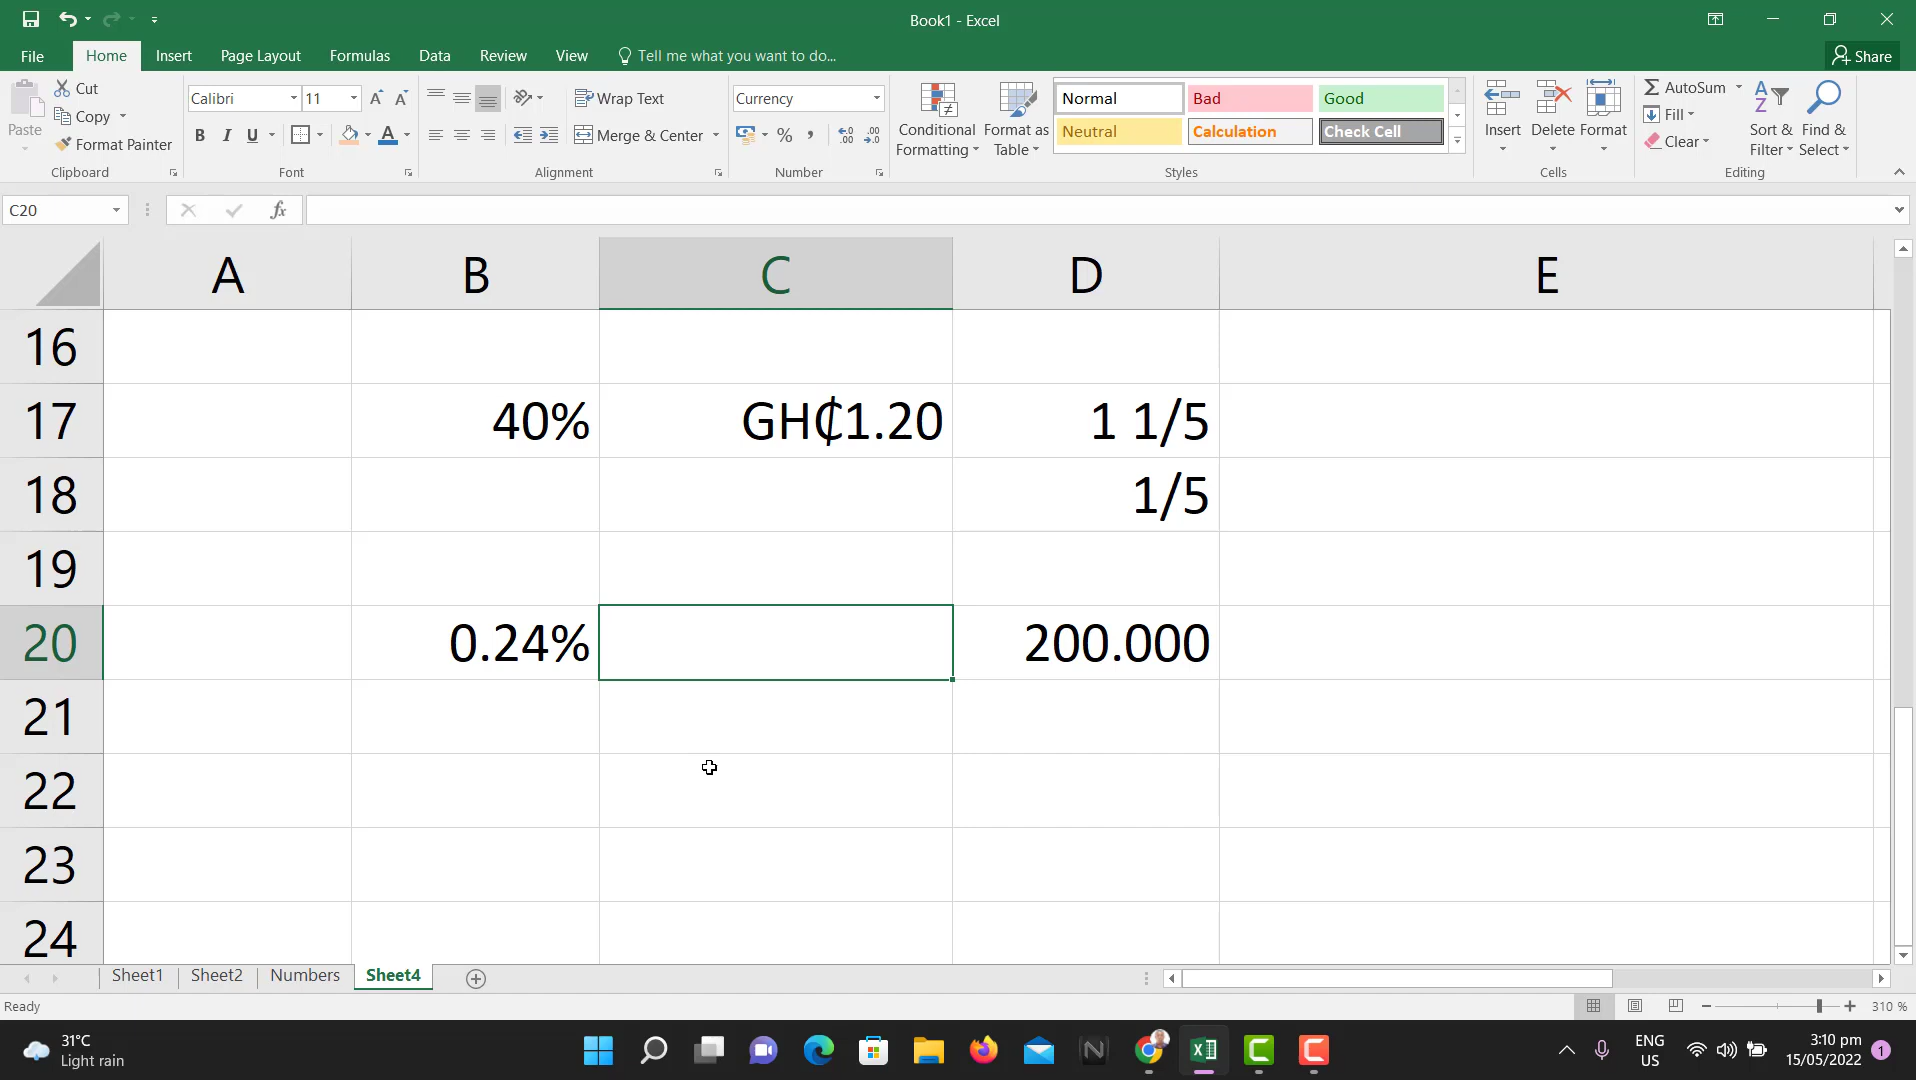 Book1 - Excel
File Home Insert Page Layout Formulas Data Review View Tell me what you want to do... Share
Paste Cut Copy Format Painter Clipboard
Calibri 11 B I U A Font
Wrap Text Merge & Center Alignment
Currency % , Number
Conditional Formatting Format as Table
Normal Bad Good
Neutral Calculation Check Cell
Styles
Insert Delete Format Cells
AutoSum Fill Clear Sort & Filter Find & Select Editing
C20 fx
A B C D E
16
17 40% GH₵1.20 1 1/5
18 1/5
19
20 0.24% 200.000
21
22
23
24
Sheet1 Sheet2 Numbers Sheet4
Ready 310 %
31°C
Light rain
ENG
US
3:10 pm
15/05/2022
1